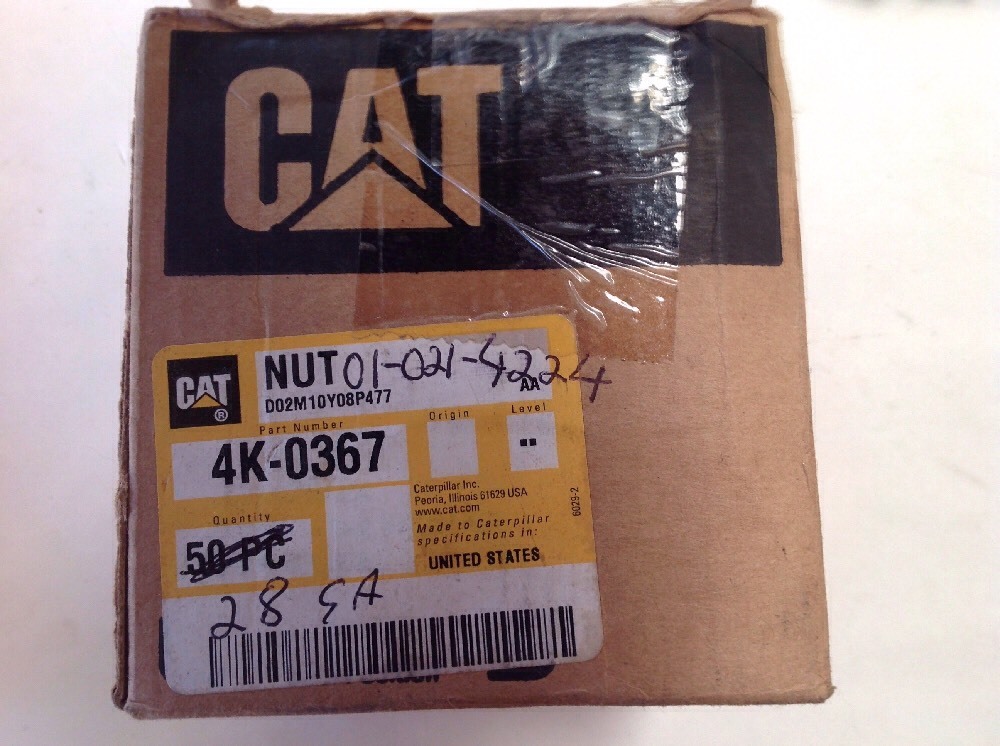 CAT
CAT ®
NUT 01-021-4224
D02M10Y08P477 AA
Part Number Origin Level
4K-0367 --
Caterpillar Inc.
Peoria, Illinois 61629 USA
www.cat.com
6029-2
Quantity
50 PC
Made to Caterpillar
specifications in:
UNITED STATES
28 EA